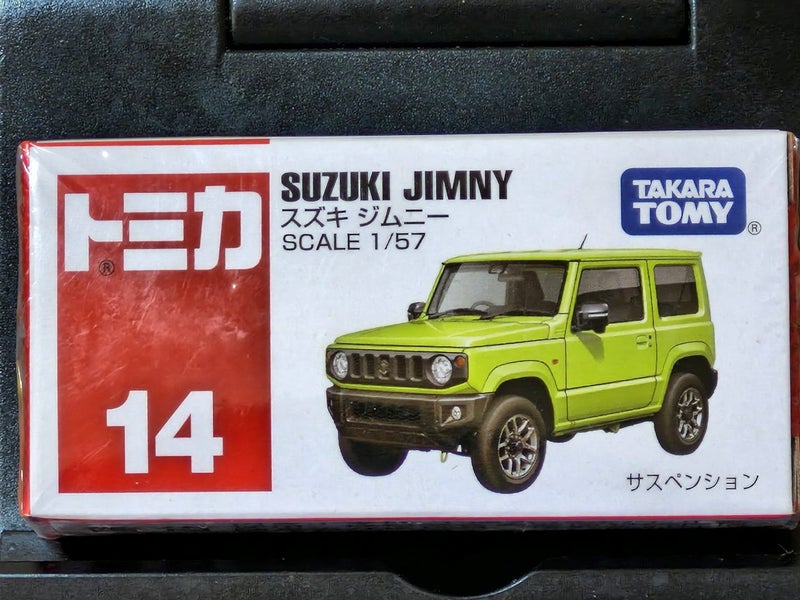 トミカ®
14
SUZUKI JIMNY
スズキ ジムニー
SCALE 1/57
TAKARA
TOMY®
サスペンション